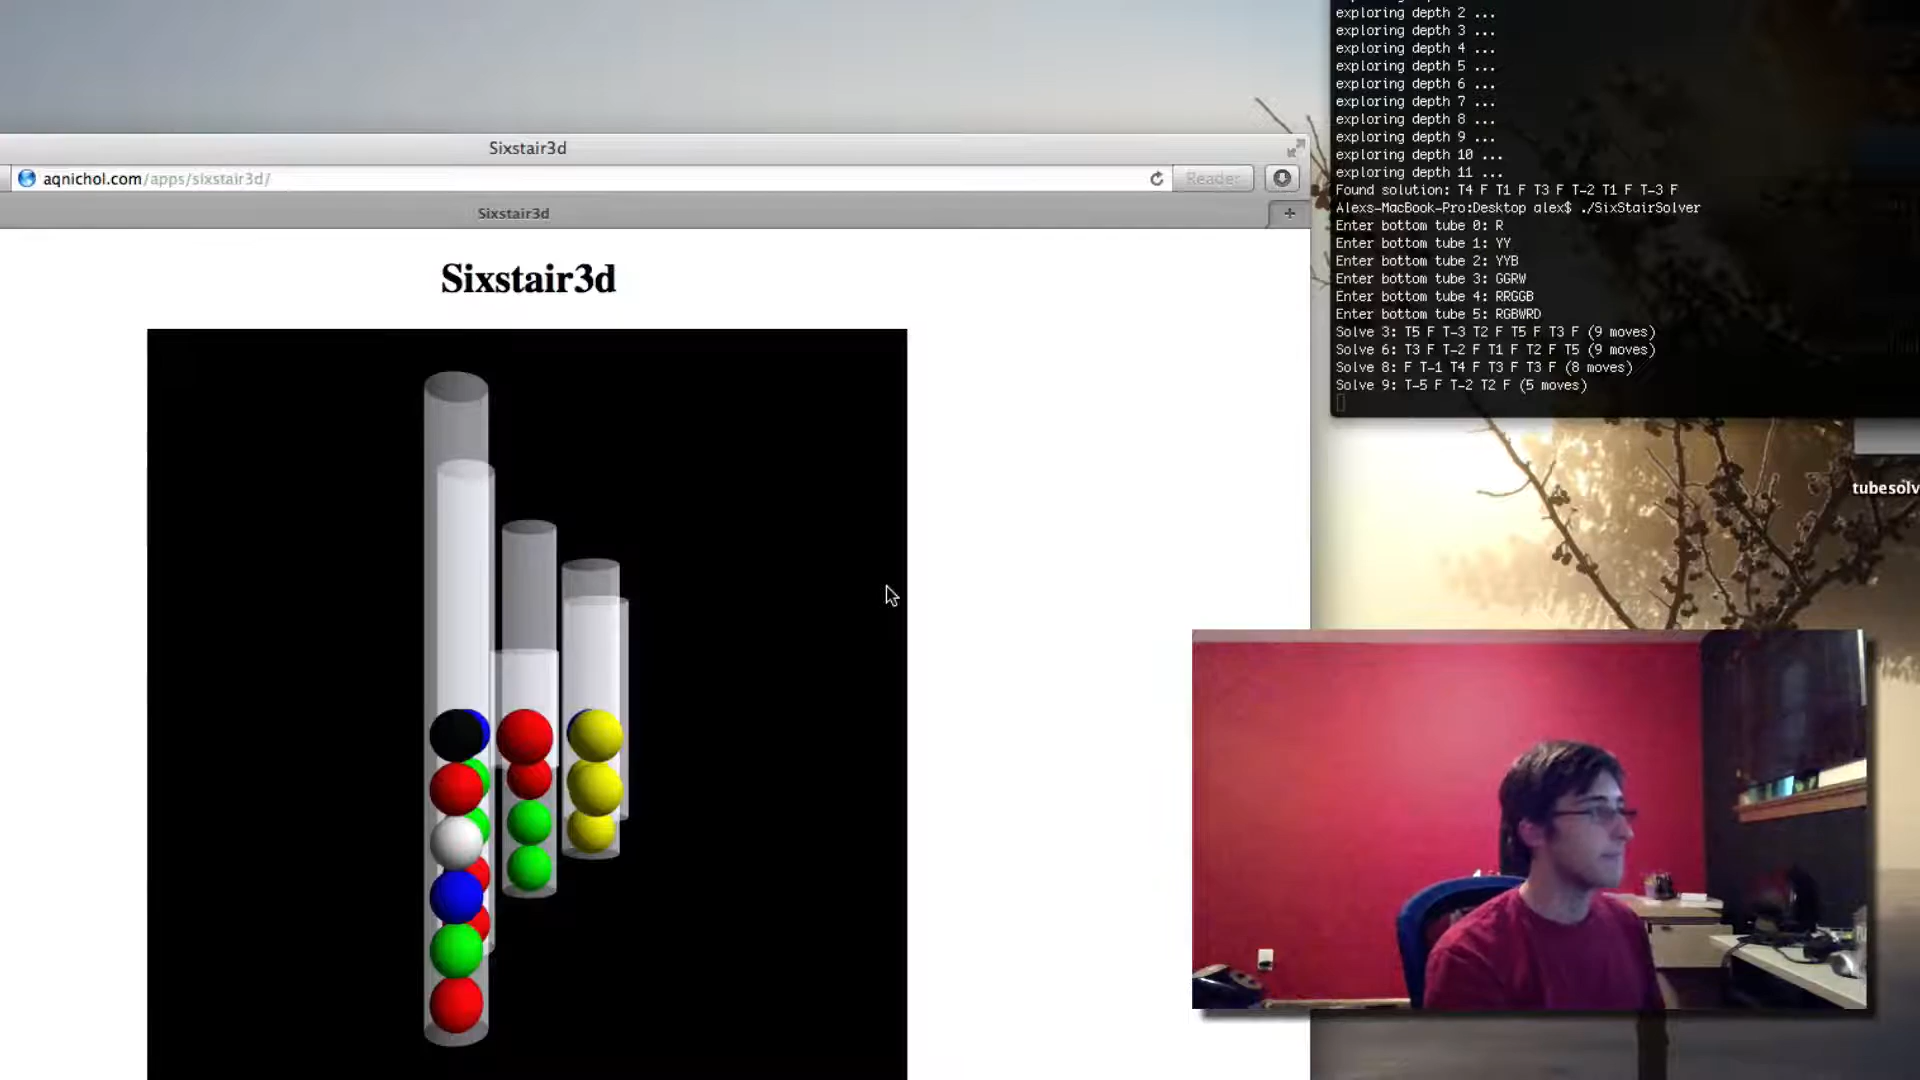 Sixstair3d
aqnichol.com/apps/sixstair3d/
Reader
Sixstair3d
+
Sixstair3d
exploring depth 2 ...
exploring depth 3 ...
exploring depth 4 ...
exploring depth 5 ...
exploring depth 6 ...
exploring depth 7 ...
exploring depth 8 ...
exploring depth 9 ...
exploring depth 10 ...
exploring depth 11 ...
Found solution: T4 F T1 F T3 F T-2 T1 F T-3 F
Alexs-MacBook-Pro:Desktop alex$ ./SixStairSolver
Enter bottom tube 0: R
Enter bottom tube 1: YY
Enter bottom tube 2: YYB
Enter bottom tube 3: GGRW
Enter bottom tube 4: RRGGB
Enter bottom tube 5: RGBWRD
Solve 3: T5 F T-3 T2 F T5 F T3 F (9 moves)
Solve 6: T3 F T-2 F T1 F T2 F T5 (9 moves)
Solve 8: F T-1 T4 F T3 F T3 F (8 moves)
Solve 9: T-5 F T-2 T2 F (5 moves)
tubesolv